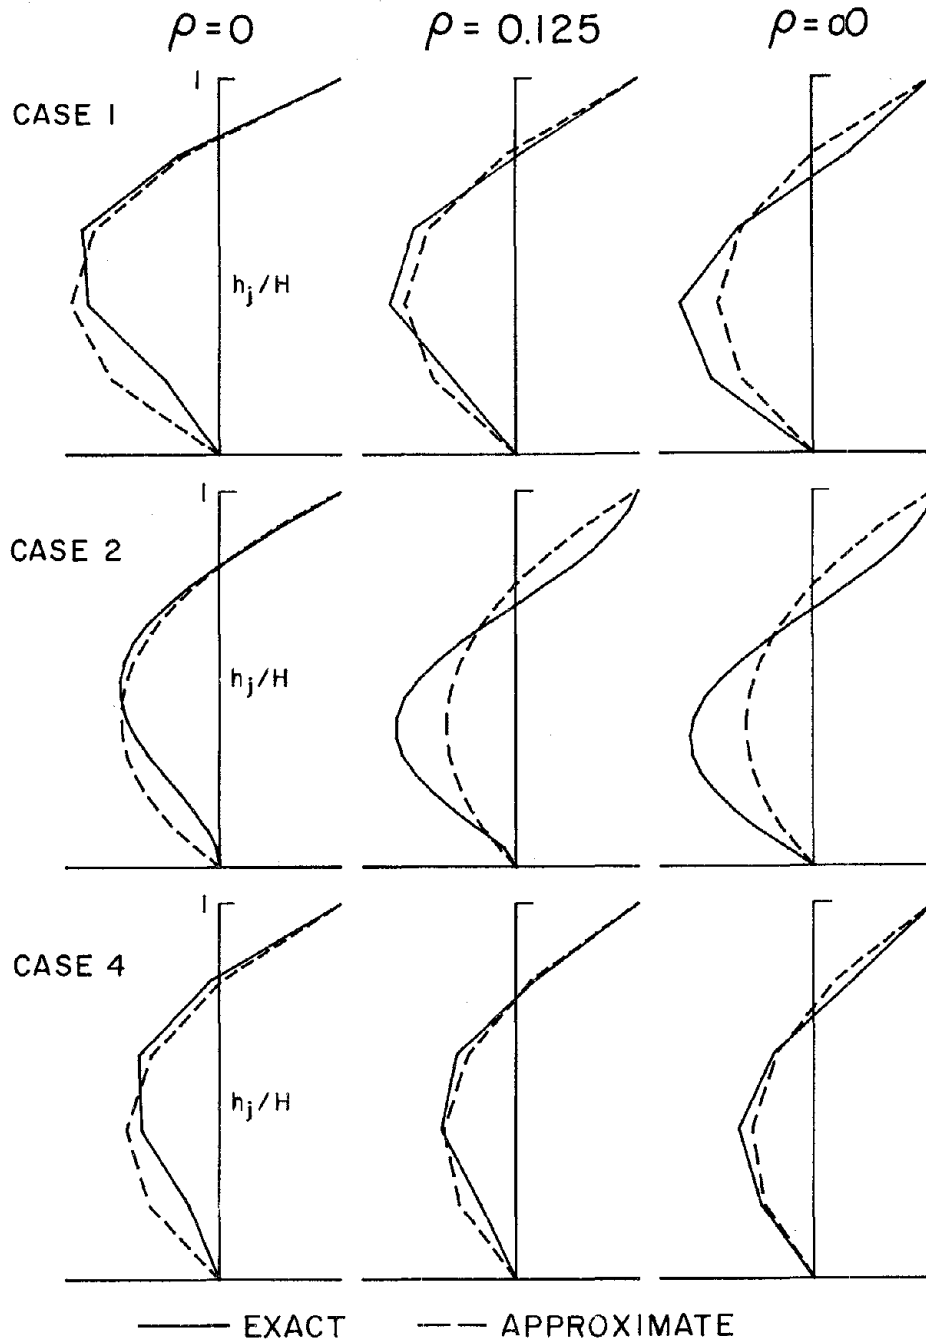 ρ=0 ρ=0.125 ρ=∞
1
CASE 1
h_j/H
1
CASE 2
h_j/H
1
CASE 4
h_j/H
EXACT APPROXIMATE